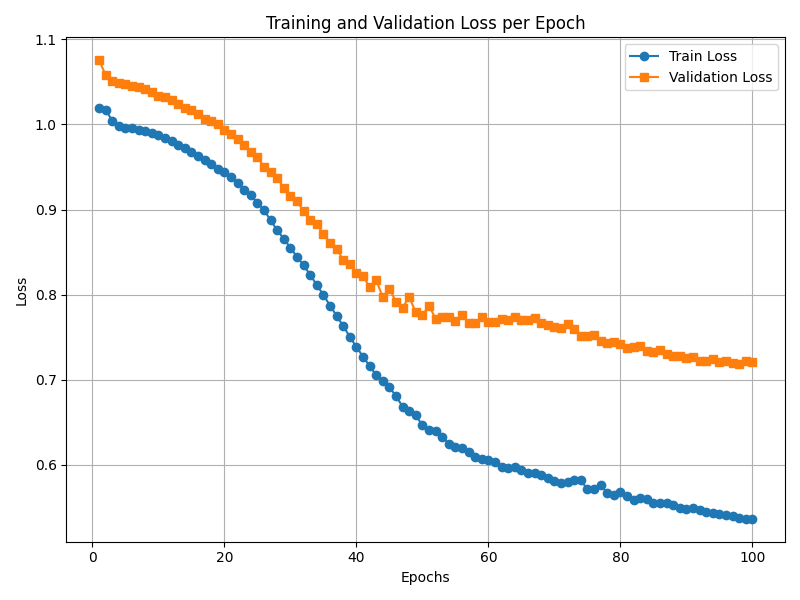 Training and Validation Loss per Epoch
Train Loss
Validation Loss
1.1
1.0
0.9
0.8
0.7
0.6
Loss
0 20 40 60 80 100
Epochs